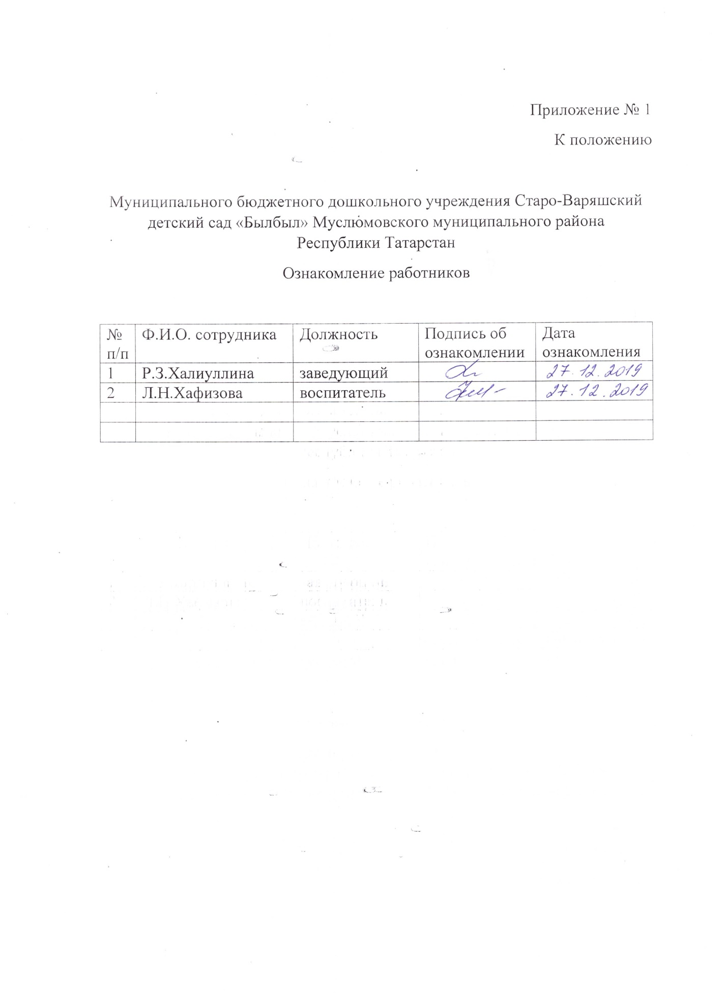 Приложение № 1
К положению
Муниципального бюджетного дошкольного учреждения Старо-Варяшский
детский сад «Былбыл» Муслюмовского муниципального района
Республики Татарстан
Ознакомление работников
№ п/п Ф.И.О. сотрудника Должность Подпись об ознакомлении Дата ознакомления
1 Р.З.Халиуллина заведующий 27.12.2019
2 Л.Н.Хафизова воспитатель 27.12.2019